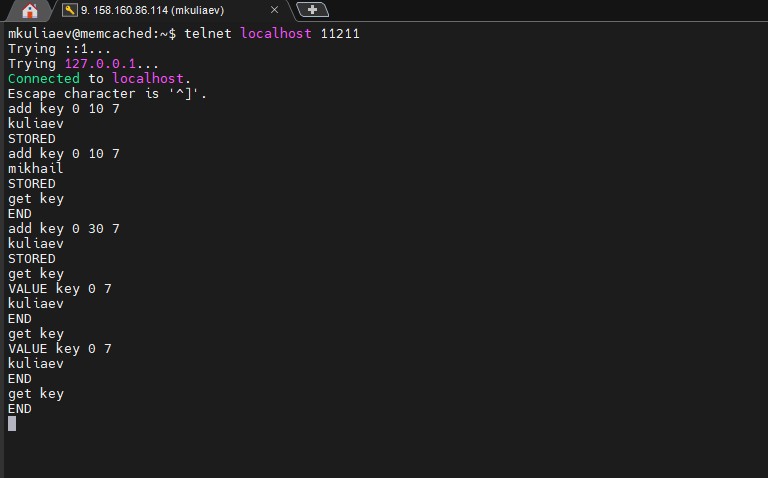 9. 158.160.86.114 (mkuliaev)
mkuliaev@memcached:~$ telnet localhost 11211
Trying ::1...
Trying 127.0.0.1...
Connected to localhost.
Escape character is '^]'.
add key 0 10 7
kuliaev
STORED
add key 0 10 7
mikhail
STORED
get key
END
add key 0 30 7
kuliaev
STORED
get key
VALUE key 0 7
kuliaev
END
get key
VALUE key 0 7
kuliaev
END
get key
END